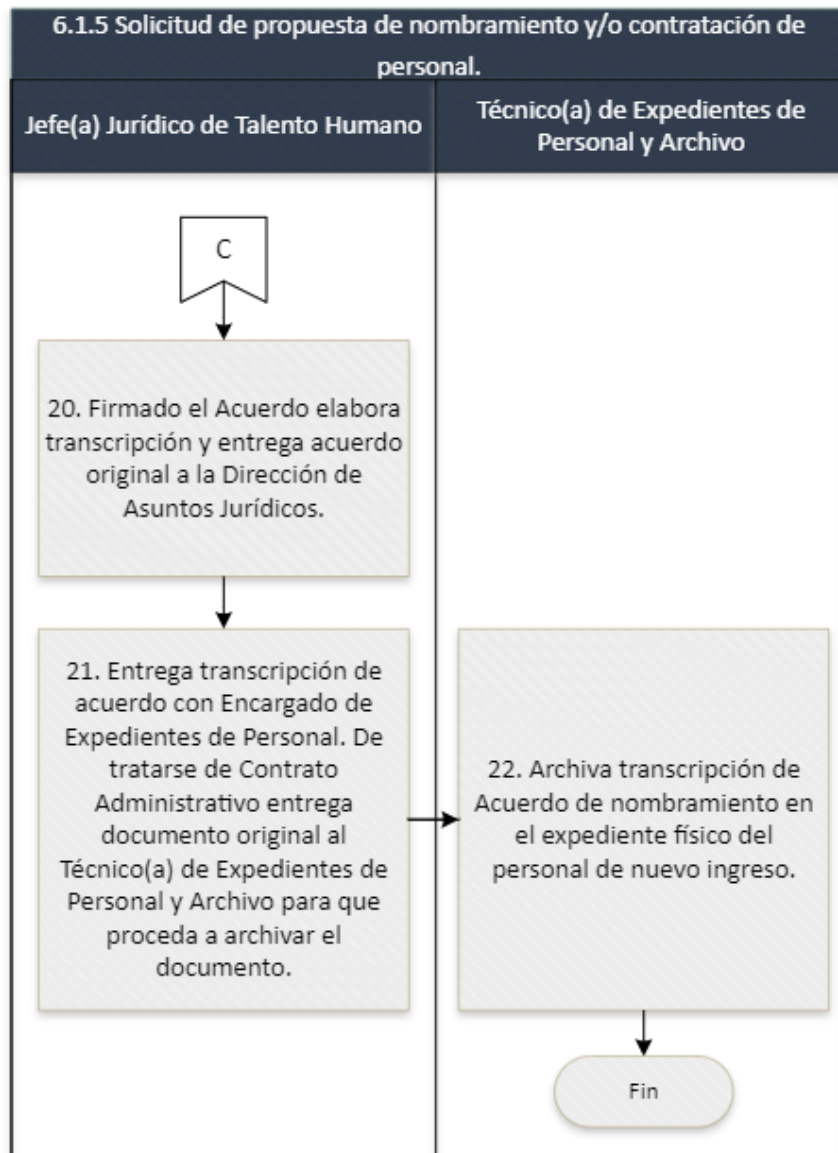 6.1.5 Solicitud de propuesta de nombramiento y/o contratación de
personal.
Jefe(a) Jurídico de Talento Humano
Técnico(a) de Expedientes de
Personal y Archivo
C
20. Firmado el Acuerdo elabora
transcripción y entrega acuerdo
original a la Dirección de
Asuntos Jurídicos.
21. Entrega transcripción de
acuerdo con Encargado de
Expedientes de Personal. De
tratarse de Contrato
Administrativo entrega
documento original al
Técnico(a) de Expedientes de
Personal y Archivo para que
proceda a archivar el
documento.
22. Archiva transcripción de
Acuerdo de nombramiento en
el expediente físico del
personal de nuevo ingreso.
Fin